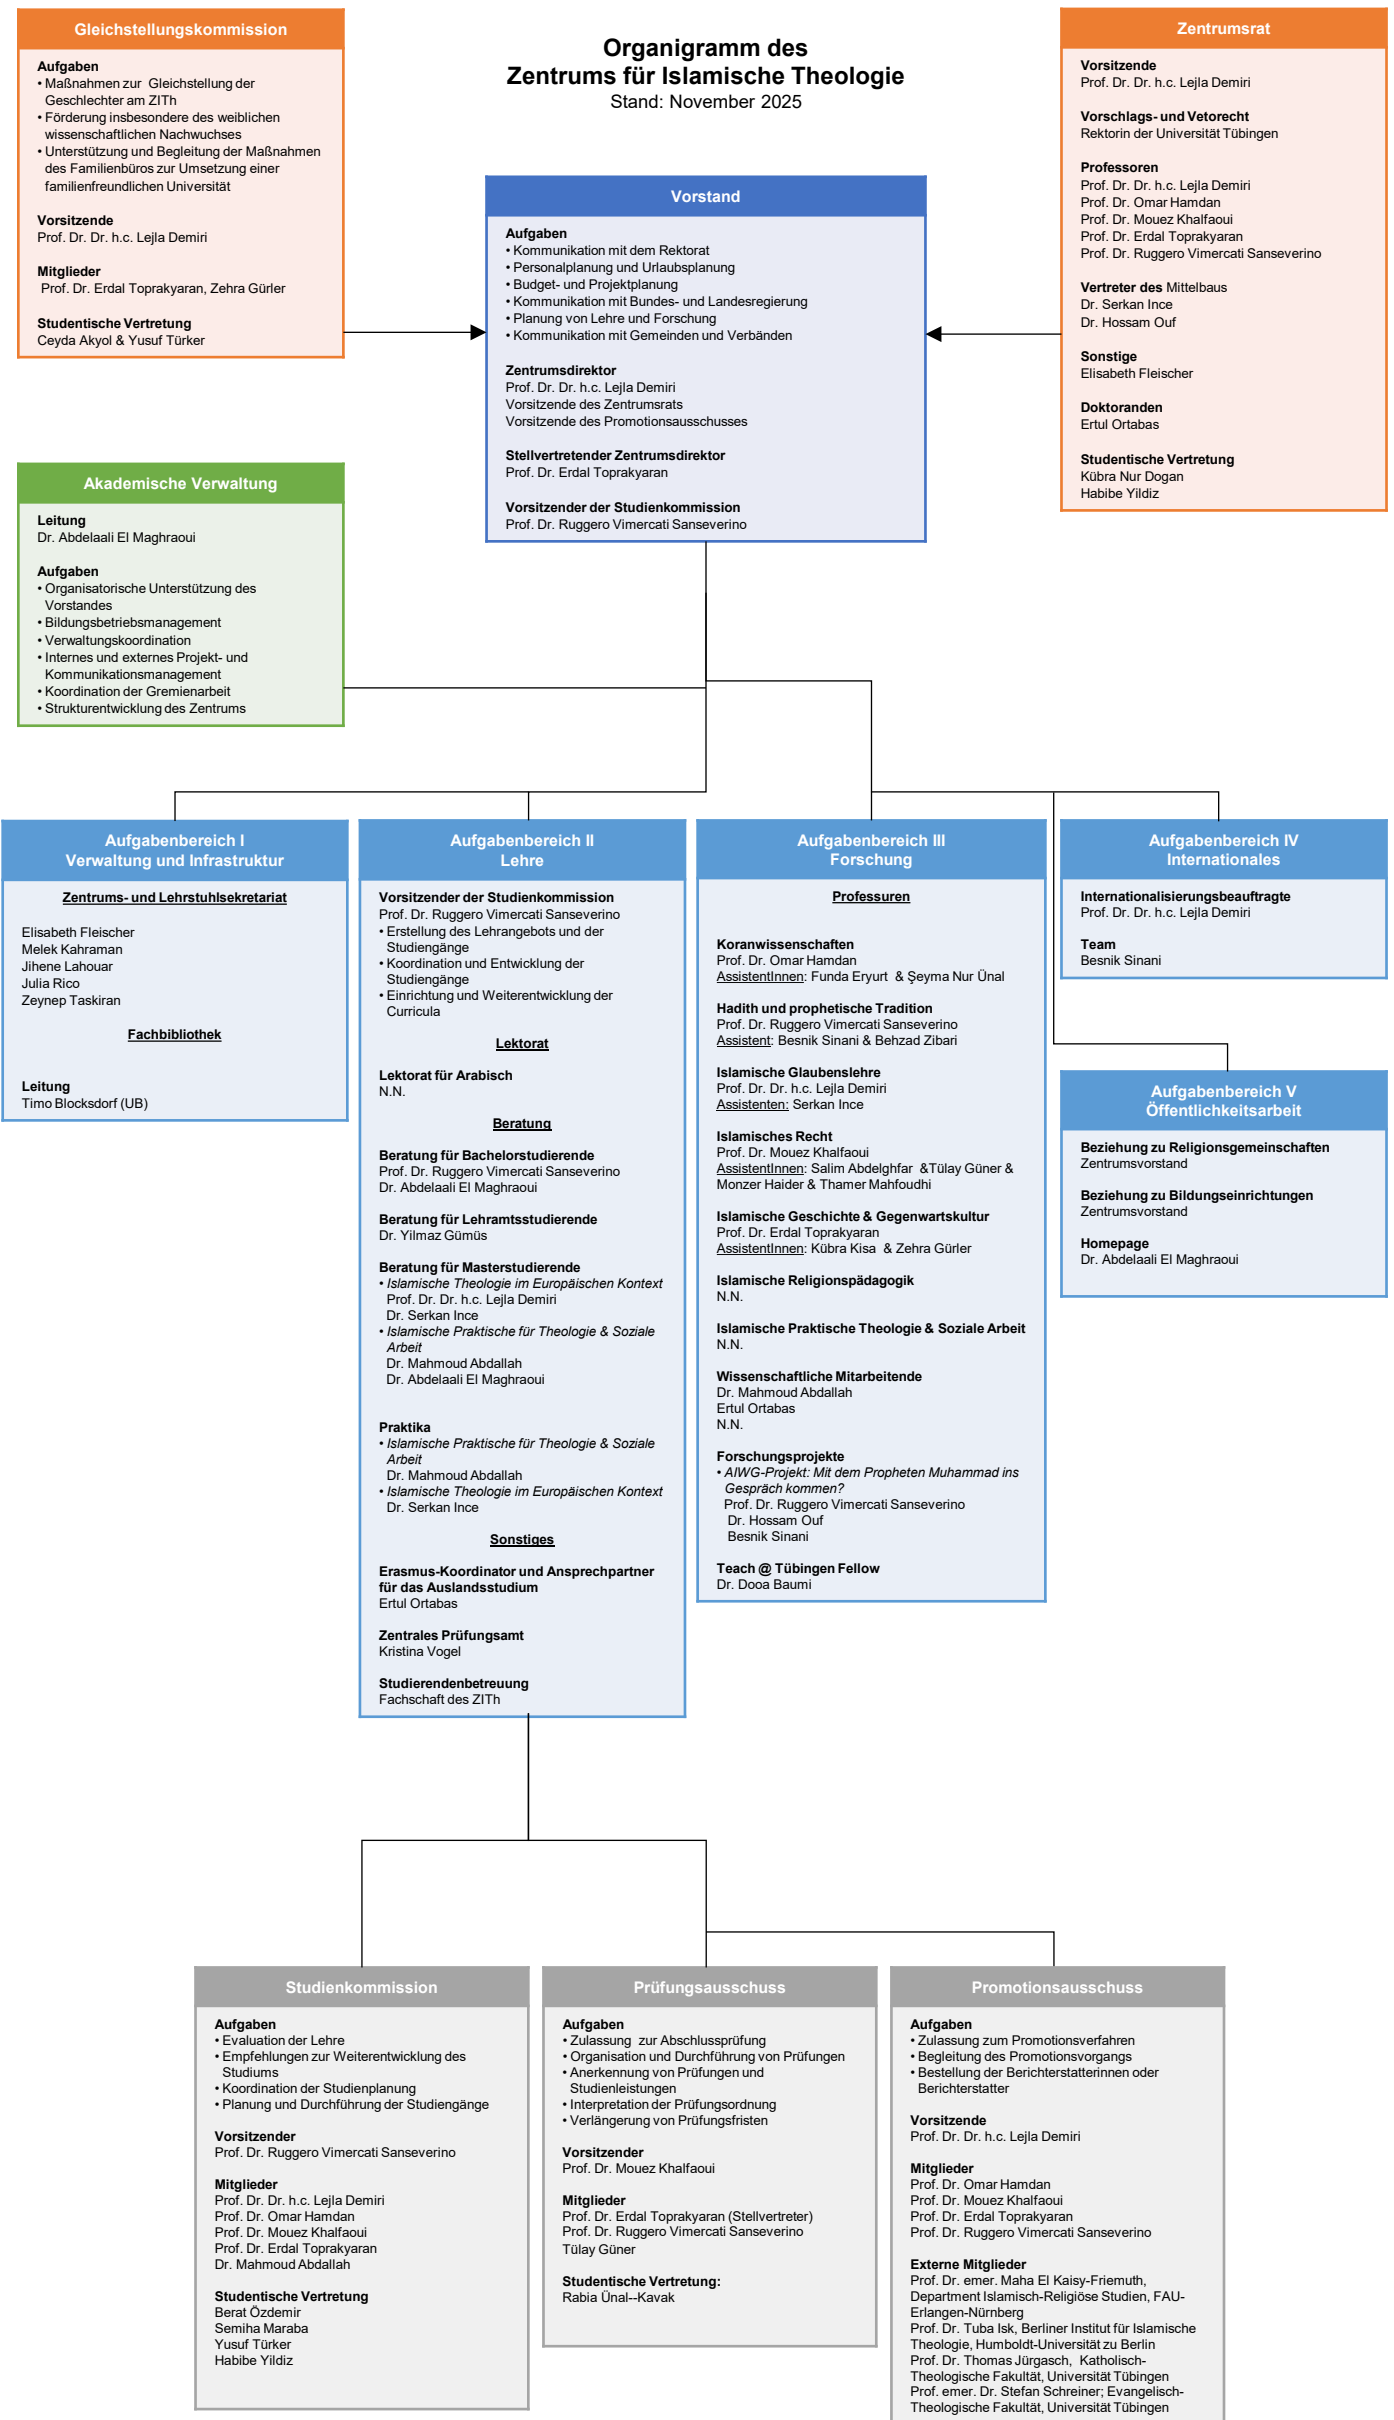 Organigramm des
Zentrums für Islamische Theologie
Stand: November 2025
Gleichstellungskommission
Aufgaben
• Maßnahmen zur Gleichstellung der
Geschlechter am ZITh
• Förderung insbesondere des weiblichen
wissenschaftlichen Nachwuchses
• Unterstützung und Begleitung der Maßnahmen
des Familienbüros zur Umsetzung einer
familienfreundlichen Universität
Vorsitzende
Prof. Dr. Dr. h.c. Lejla Demiri
Mitglieder
Prof. Dr. Erdal Toprakyaran, Zehra Gürler
Studentische Vertretung
Ceyda Akyol & Yusuf Türker
Vorstand
Aufgaben
• Kommunikation mit dem Rektorat
• Personalplanung und Urlaubsplanung
• Budget- und Projektplanung
• Kommunikation mit Bundes- und Landesregierung
• Planung von Lehre und Forschung
• Kommunikation mit Gemeinden und Verbänden
Zentrumsdirektor
Prof. Dr. Dr. h.c. Lejla Demiri
Vorsitzende des Zentrumsrats
Vorsitzende des Promotionsausschusses
Stellvertretender Zentrumsdirektor
Prof. Dr. Erdal Toprakyaran
Vorsitzender der Studienkommission
Prof. Dr. Ruggero Vimercati Sanseverino
Zentrumsrat
Vorsitzende
Prof. Dr. Dr. h.c. Lejla Demiri
Vorschlags- und Vetorecht
Rektorin der Universität Tübingen
Professoren
Prof. Dr. Dr. h.c. Lejla Demiri
Prof. Dr. Omar Hamdan
Prof. Dr. Mouez Khalfaoui
Prof. Dr. Erdal Toprakyaran
Prof. Dr. Ruggero Vimercati Sanseverino
Vertreter des Mittelbaus
Dr. Serkan Ince
Dr. Hossam Ouf
Sonstige
Elisabeth Fleischer
Doktoranden
Ertul Ortabas
Studentische Vertretung
Kübra Nur Dogan
Habibe Yildiz
Akademische Verwaltung
Leitung
Dr. Abdelaali El Maghraoui
Aufgaben
• Organisatorische Unterstützung des
Vorstandes
• Bildungsbetriebsmanagement
• Verwaltungskoordination
• Internes und externes Projekt- und
Kommunikationsmanagement
• Koordination der Gremienarbeit
• Strukturentwicklung des Zentrums
Aufgabenbereich I
Verwaltung und Infrastruktur
Zentrums- und Lehrstuhlsekretariat
Elisabeth Fleischer
Melek Kahraman
Jihene Lahouar
Julia Rico
Zeynep Taskiran
Fachbibliothek
Leitung
Timo Blocksdorf (UB)
Aufgabenbereich II
Lehre
Vorsitzender der Studienkommission
Prof. Dr. Ruggero Vimercati Sanseverino
• Erstellung des Lehrangebots und der
Studiengänge
• Koordination und Entwicklung der
Studiengänge
• Einrichtung und Weiterentwicklung der
Curricula
Lektorat
Lektorat für Arabisch
N.N.
Beratung
Beratung für Bachelorstudierende
Prof. Dr. Ruggero Vimercati Sanseverino
Dr. Abdelaali El Maghraoui
Beratung für Lehramtsstudierende
Dr. Yilmaz Gümüs
Beratung für Masterstudierende
• Islamische Theologie im Europäischen Kontext
Prof. Dr. Dr. h.c. Lejla Demiri
Dr. Serkan Ince
• Islamische Praktische für Theologie & Soziale
Arbeit
Dr. Mahmoud Abdallah
Dr. Abdelaali El Maghraoui
Praktika
• Islamische Praktische für Theologie & Soziale
Arbeit
Dr. Mahmoud Abdallah
• Islamische Theologie im Europäischen Kontext
Dr. Serkan Ince
Sonstiges
Erasmus-Koordinator und Ansprechpartner
für das Auslandsstudium
Ertul Ortabas
Zentrales Prüfungsamt
Kristina Vogel
Studierendenbetreuung
Fachschaft des ZITh
Aufgabenbereich III
Forschung
Professuren
Koranwissenschaften
Prof. Dr. Omar Hamdan
AssistentInnen: Funda Eryurt & Şeyma Nur Ünal
Hadith und prophetische Tradition
Prof. Dr. Ruggero Vimercati Sanseverino
Assistent: Besnik Sinani & Behzad Zibari
Islamische Glaubenslehre
Prof. Dr. Dr. h.c. Lejla Demiri
Assistenten: Serkan Ince
Islamisches Recht
Prof. Dr. Mouez Khalfaoui
AssistentInnen: Salim Abdelghfar &Tülay Güner &
Monzer Haider & Thamer Mahfoudhi
Islamische Geschichte & Gegenwartskultur
Prof. Dr. Erdal Toprakyaran
AssistentInnen: Kübra Kisa & Zehra Gürler
Islamische Religionspädagogik
N.N.
Islamische Praktische Theologie & Soziale Arbeit
N.N.
Wissenschaftliche Mitarbeitende
Dr. Mahmoud Abdallah
Ertul Ortabas
N.N.
Forschungsprojekte
• AIWG-Projekt: Mit dem Propheten Muhammad ins
Gespräch kommen?
Prof. Dr. Ruggero Vimercati Sanseverino
Dr. Hossam Ouf
Besnik Sinani
Teach @ Tübingen Fellow
Dr. Dooa Baumi
Aufgabenbereich IV
Internationales
Internationalisierungsbeauftragte
Prof. Dr. Dr. h.c. Lejla Demiri
Team
Besnik Sinani
Aufgabenbereich V
Öffentlichkeitsarbeit
Beziehung zu Religionsgemeinschaften
Zentrumsvorstand
Beziehung zu Bildungseinrichtungen
Zentrumsvorstand
Homepage
Dr. Abdelaali El Maghraoui
Studienkommission
Aufgaben
• Evaluation der Lehre
• Empfehlungen zur Weiterentwicklung des
Studiums
• Koordination der Studienplanung
• Planung und Durchführung der Studiengänge
Vorsitzender
Prof. Dr. Ruggero Vimercati Sanseverino
Mitglieder
Prof. Dr. Dr. h.c. Lejla Demiri
Prof. Dr. Omar Hamdan
Prof. Dr. Mouez Khalfaoui
Prof. Dr. Erdal Toprakyaran
Dr. Mahmoud Abdallah
Studentische Vertretung
Berat Özdemir
Semiha Maraba
Yusuf Türker
Habibe Yildiz
Prüfungsausschuss
Aufgaben
• Zulassung zur Abschlussprüfung
• Organisation und Durchführung von Prüfungen
• Anerkennung von Prüfungen und
Studienleistungen
• Interpretation der Prüfungsordnung
• Verlängerung von Prüfungsfristen
Vorsitzender
Prof. Dr. Mouez Khalfaoui
Mitglieder
Prof. Dr. Erdal Toprakyaran (Stellvertreter)
Prof. Dr. Ruggero Vimercati Sanseverino
Tülay Güner
Studentische Vertretung:
Rabia Ünal--Kavak
Promotionsausschuss
Aufgaben
• Zulassung zum Promotionsverfahren
• Begleitung des Promotionsvorgangs
• Bestellung der Berichterstatterinnen oder
Berichterstatter
Vorsitzende
Prof. Dr. Dr. h.c. Lejla Demiri
Mitglieder
Prof. Dr. Omar Hamdan
Prof. Dr. Mouez Khalfaoui
Prof. Dr. Erdal Toprakyaran
Prof. Dr. Ruggero Vimercati Sanseverino
Externe Mitglieder
Prof. Dr. emer. Maha El Kaisy-Friemuth,
Department Islamisch-Religiöse Studien, FAU-
Erlangen-Nürnberg
Prof. Dr. Tuba Isk, Berliner Institut für Islamische
Theologie, Humboldt-Universität zu Berlin
Prof. Dr. Thomas Jürgasch, Katholisch-
Theologische Fakultät, Universität Tübingen
Prof. emer. Dr. Stefan Schreiner; Evangelisch-
Theologische Fakultät, Universität Tübingen